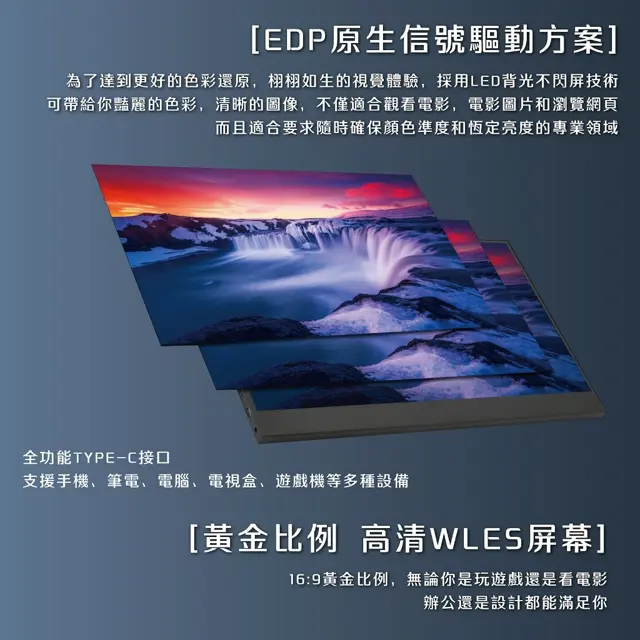 [EDP原生信號驅動方案]
為了達到更好的色彩還原，栩栩如生的視覺體驗，採用LED背光不閃屏技術
可帶給你豔麗的色彩，清晰的圖像，不僅適合觀看電影，電影圖片和瀏覽網頁
而且適合要求隨時確保顏色準度和恆定亮度的專業領域
全功能TYPE-C接口
支援手機、筆電、電腦、電視盒、遊戲機等多種設備
[黃金比例 高清WLES屏幕]
16:9黃金比例，無論你是玩遊戲還是看電影
辦公還是設計都能滿足你